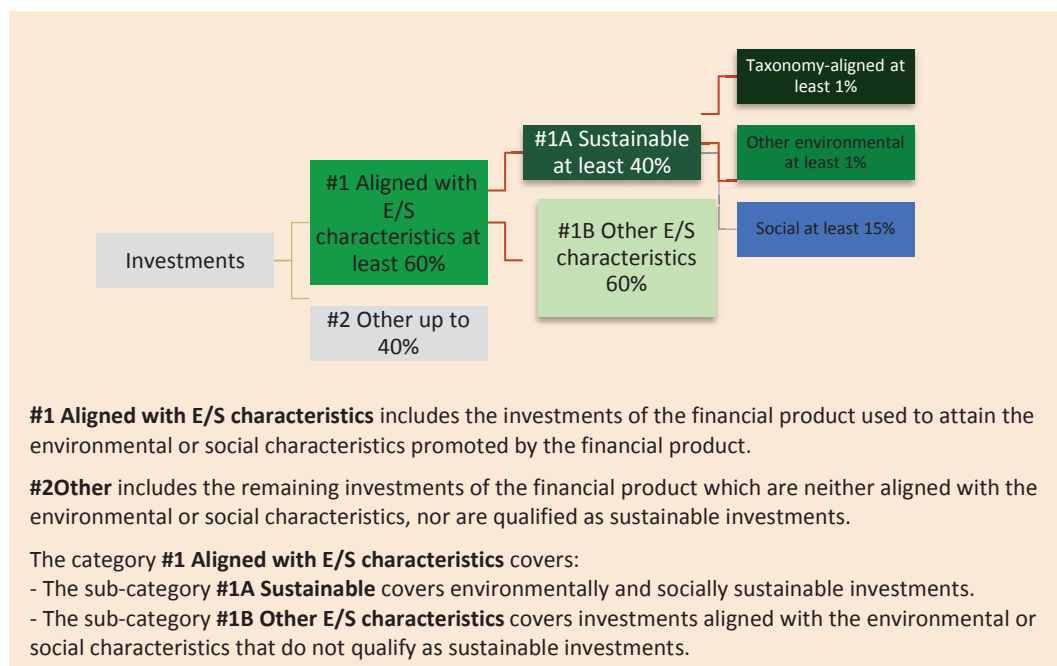 Taxonomy-aligned at
least 1%
#1A Sustainable
at least 40%
Other environmental
at least 1%
#1 Aligned with
E/S
characteristics at
least 60%
#1B Other E/S
characteristics
60%
Social at least 15%
Investments
#2 Other up to
40%
#1 Aligned with E/S characteristics includes the investments of the financial product used to attain the
environmental or social characteristics promoted by the financial product.
#2Other includes the remaining investments of the financial product which are neither aligned with the
environmental or social characteristics, nor are qualified as sustainable investments.
The category #1 Aligned with E/S characteristics covers:
- The sub-category #1A Sustainable covers environmentally and socially sustainable investments.
- The sub-category #1B Other E/S characteristics covers investments aligned with the environmental or
social characteristics that do not qualify as sustainable investments.